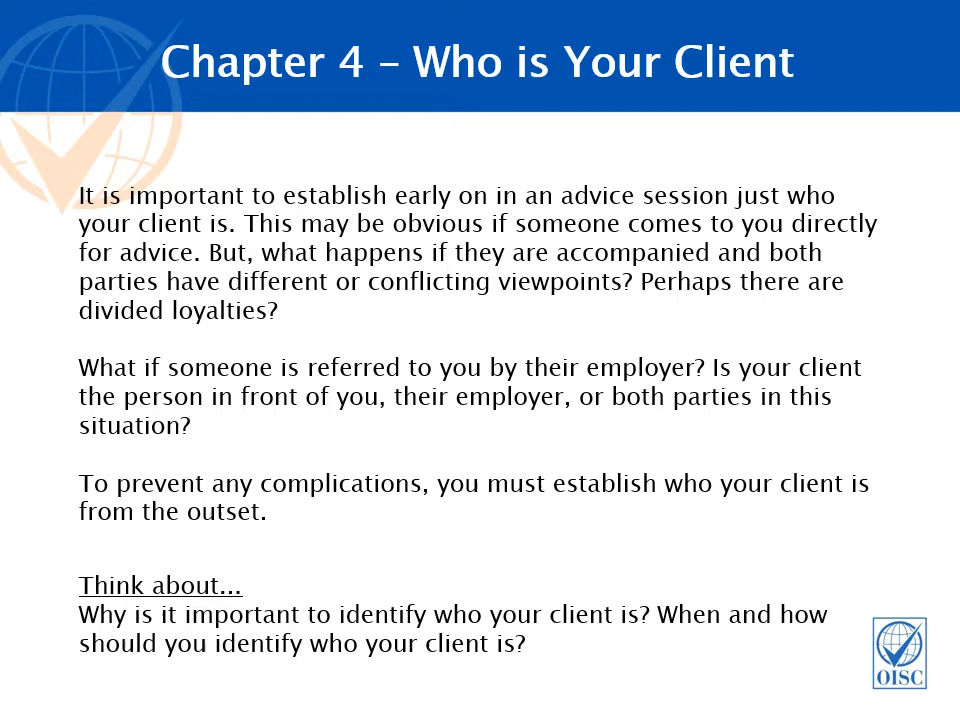 Chapter 4 – Who is Your Client
It is important to establish early on in an advice session just who
your client is. This may be obvious if someone comes to you directly
for advice. But, what happens if they are accompanied and both
parties have different or conflicting viewpoints? Perhaps there are
divided loyalties?
What if someone is referred to you by their employer? Is your client
the person in front of you, their employer, or both parties in this
situation?
To prevent any complications, you must establish who your client is
from the outset.
Think about...
Why is it important to identify who your client is? When and how
should you identify who your client is?
OISC